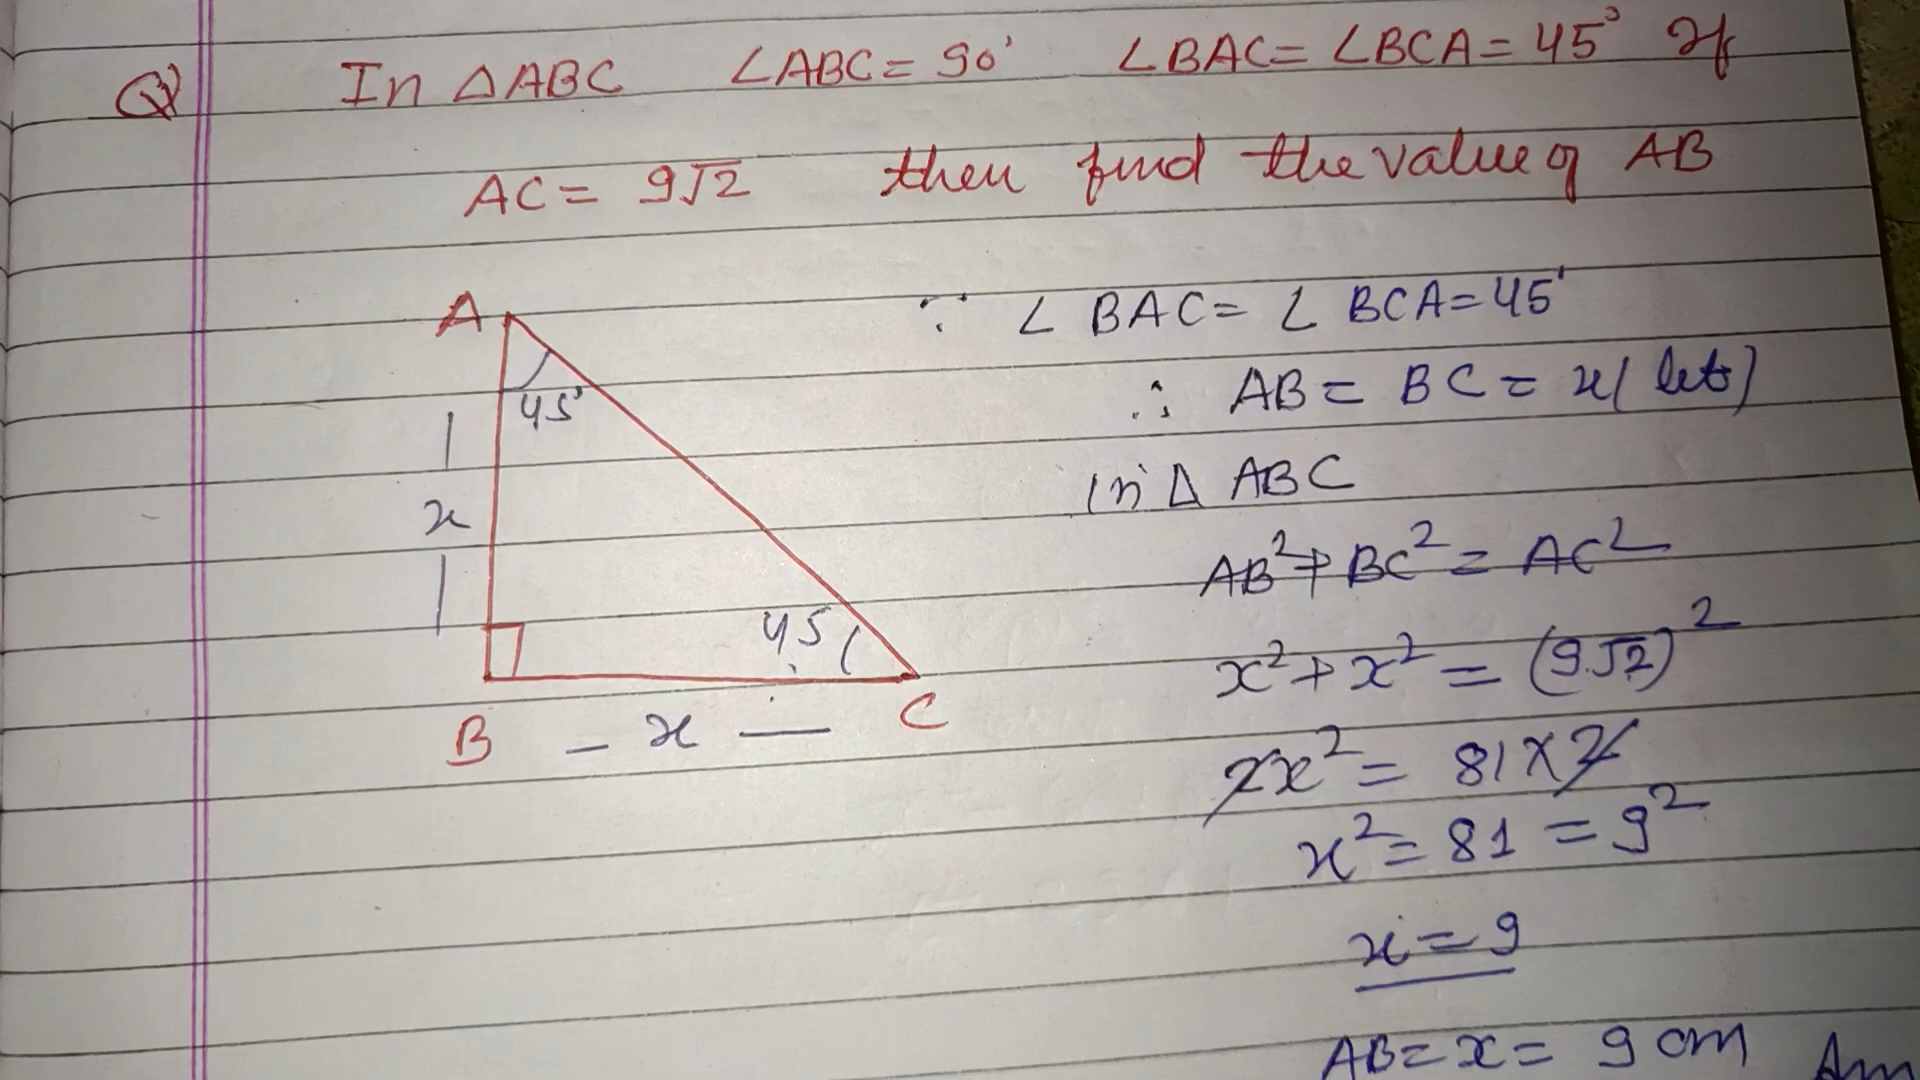 Q) In △ABC ∠ABC = 90° ∠BAC = ∠BCA = 45° If
AC = 9√2 then find the value of AB
A
45°
x
45°
B - x — C
∵ ∠BAC = ∠BCA = 45°
∴ AB = BC = x (let)
In △ ABC
AB² + BC² = AC²
x² + x² = (9√2)²
2x² = 81 × 2
x² = 81 = 9²
x = 9
AB = x = 9 cm